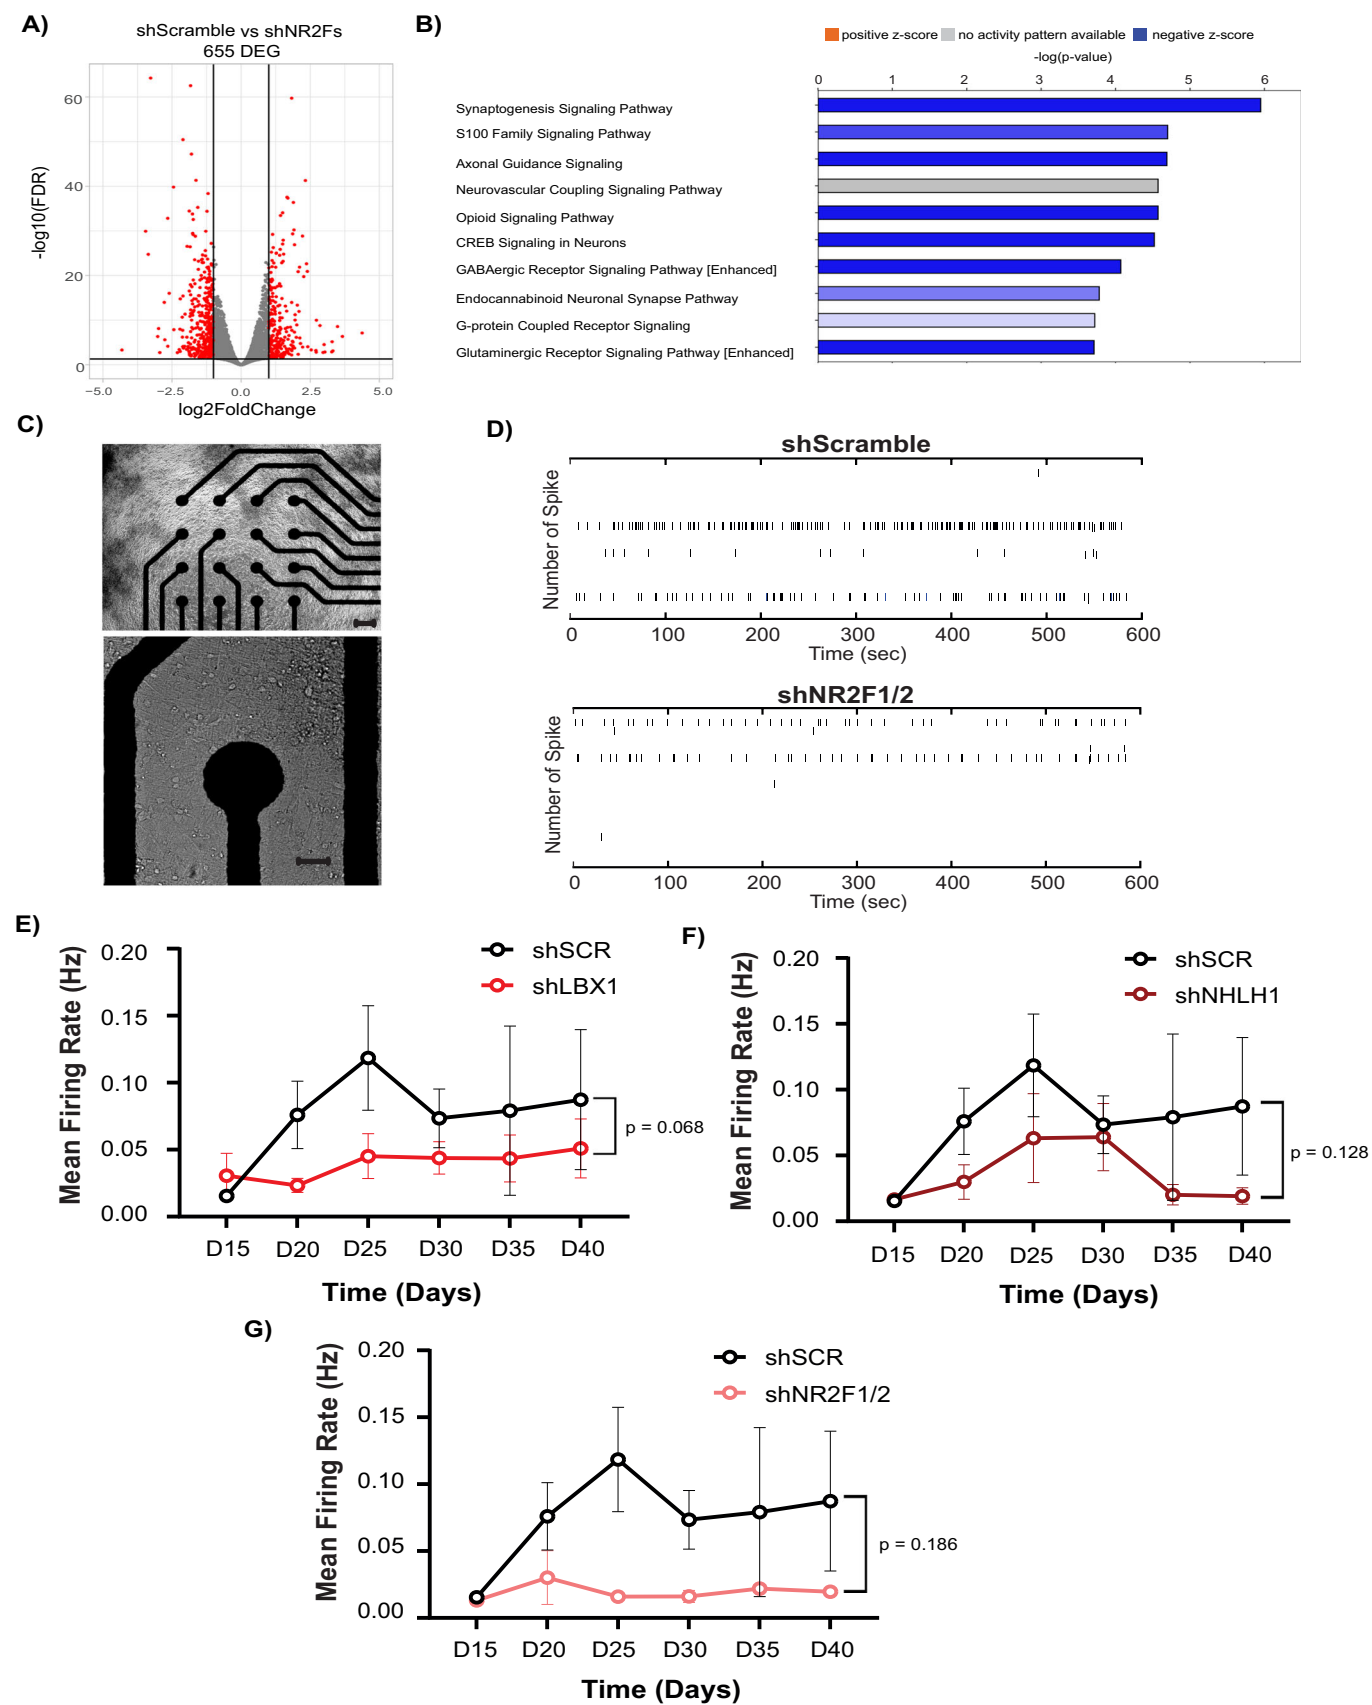 A)
shScramble vs shNR2Fs
655 DEG
-log10(FDR)
60
40
20
0
−5.0 −2.5 0.0 2.5 5.0
log2FoldChange
B)
positive z-score no activity pattern available negative z-score
-log(p-value)
0 1 2 3 4 5 6
Synaptogenesis Signaling Pathway
S100 Family Signaling Pathway
Axonal Guidance Signaling
Neurovascular Coupling Signaling Pathway
Opioid Signaling Pathway
CREB Signaling in Neurons
GABAergic Receptor Signaling Pathway [Enhanced]
Endocannabinoid Neuronal Synapse Pathway
G-protein Coupled Receptor Signaling
Glutaminergic Receptor Signaling Pathway [Enhanced]
C)
D)
shScramble
Number of Spike
0 100 200 300 400 500 600
Time (sec)
shNR2F1/2
Number of Spike
0 100 200 300 400 500 600
Time (sec)
E)
Mean Firing Rate (Hz)
0.20
0.15
0.10
0.05
0.00
shSCR
shLBX1
p = 0.068
D15 D20 D25 D30 D35 D40
Time (Days)
F)
Mean Firing Rate (Hz)
0.20
0.15
0.10
0.05
0.00
shSCR
shNHLH1
p = 0.128
D15 D20 D25 D30 D35 D40
Time (Days)
G)
Mean Firing Rate (Hz)
0.20
0.15
0.10
0.05
0.00
shSCR
shNR2F1/2
p = 0.186
D15 D20 D25 D30 D35 D40
Time (Days)